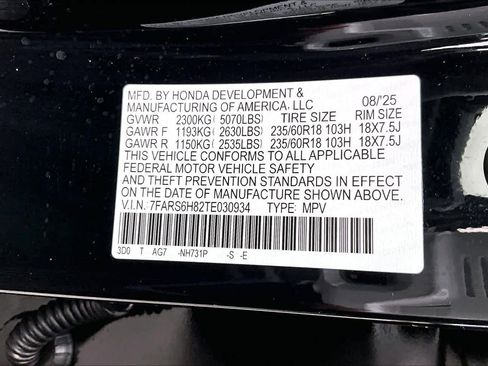 MFD. BY HONDA DEVELOPMENT &
MANUFACTURING OF AMERICA, LLC 08/'25
GVWR 2300KG( 5070LBS) TIRE SIZE RIM SIZE
GAWR F 1193KG( 2630LBS) 235/60R18 103H 18X7.5J
GAWR R 1150KG( 2535LBS) 235/60R18 103H 18X7.5J
THIS VEHICLE CONFORMS TO ALL APPLICABLE
FEDERAL MOTOR VEHICLE SAFETY
AND THEFT PREVENTION STANDARDS IN EFFECT
ON THE DATE OF MANUFACTURE SHOWN ABOVE.
V.I.N.: 7FARS6H82TE030934 TYPE: MPV
3D0 T AG7 -NH731P -S -E